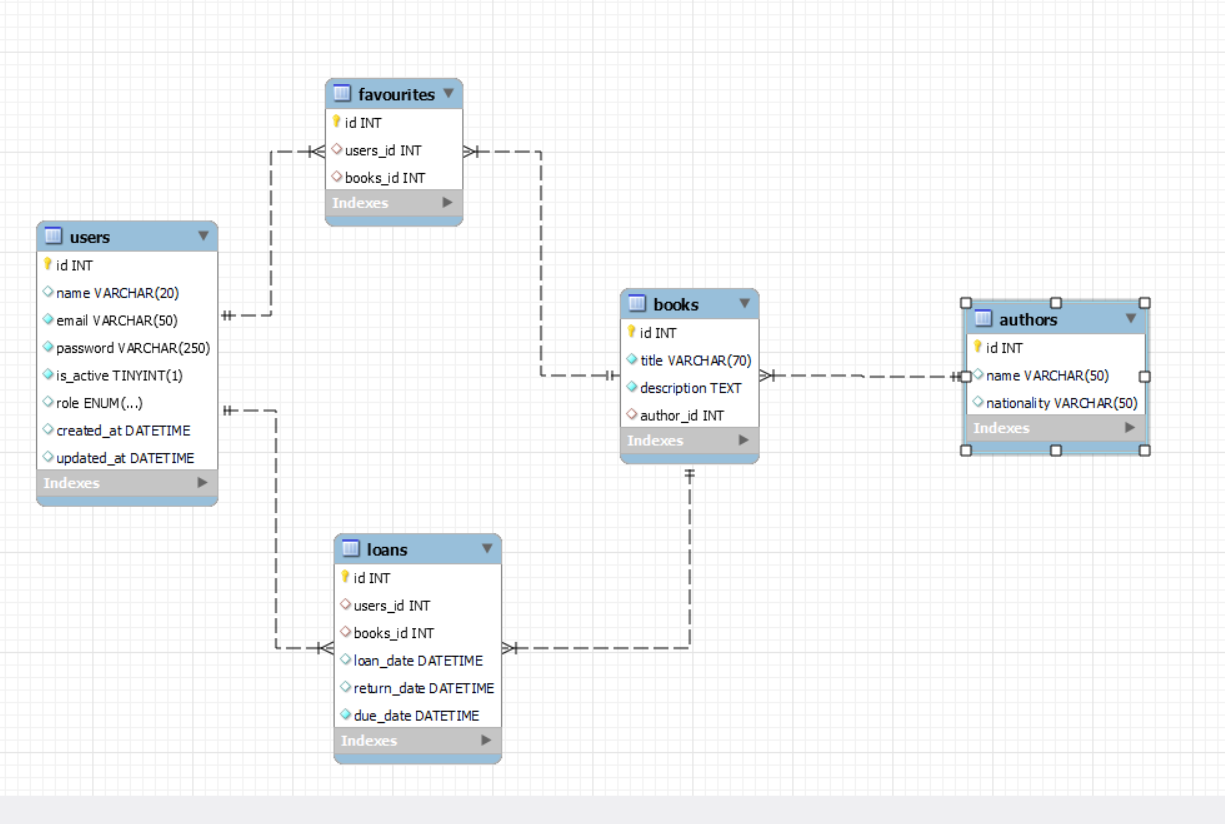 favourites
id INT
users_id INT
books_id INT
Indexes
users
id INT
name VARCHAR(20)
email VARCHAR(50)
password VARCHAR(250)
is_active TINYINT(1)
role ENUM(...)
created_at DATETIME
updated_at DATETIME
Indexes
books
id INT
title VARCHAR(70)
description TEXT
author_id INT
Indexes
authors
id INT
name VARCHAR(50)
nationality VARCHAR(50)
Indexes
loans
id INT
users_id INT
books_id INT
loan_date DATETIME
return_date DATETIME
due_date DATETIME
Indexes